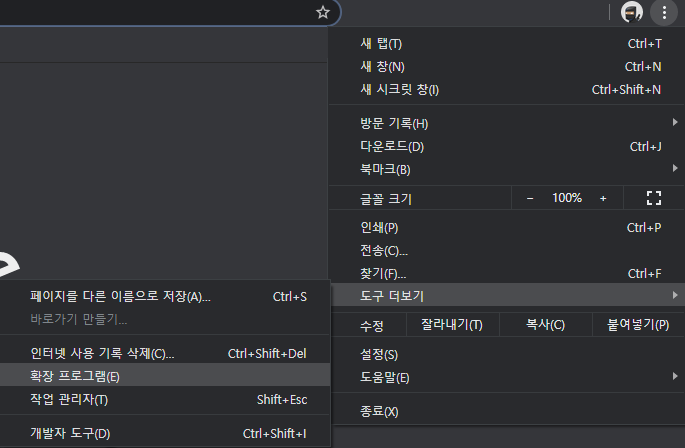 새 탭(T) Ctrl+T
새 창(N) Ctrl+N
새 시크릿 창(I) Ctrl+Shift+N
방문 기록(H)
다운로드(D) Ctrl+J
북마크(B)
글꼴 크기 − 100% +
인쇄(P) Ctrl+P
전송(C)...
찾기(F)... Ctrl+F
도구 더보기
수정 잘라내기(T) 복사(C) 붙여넣기(P)
설정(S)
도움말(E)
종료(X)
페이지를 다른 이름으로 저장(A)... Ctrl+S
바로가기 만들기...
인터넷 사용 기록 삭제(C)... Ctrl+Shift+Del
확장 프로그램(E)
작업 관리자(T) Shift+Esc
개발자 도구(D) Ctrl+Shift+I